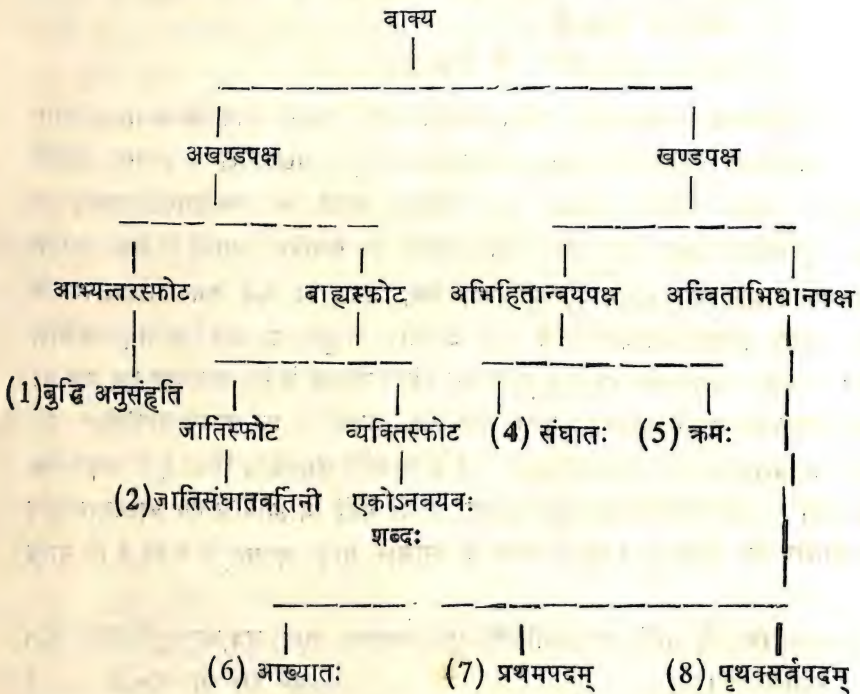 वाक्य
अखण्डपक्ष खण्डपक्ष
आभ्यन्तरस्फोट बाह्यस्फोट अभिहितान्वयपक्ष अन्विताभिधानपक्ष
(1)बुद्धि अनुसंहृति
जातिस्फोट व्यक्तिस्फोट (4) संघातः (5) क्रमः
(2)जातिसंघातवर्तिनी एकोऽनवयवः
शब्दः
(6) आख्यातः (7) प्रथमपदम् (8) पृथक्सर्वपदम्